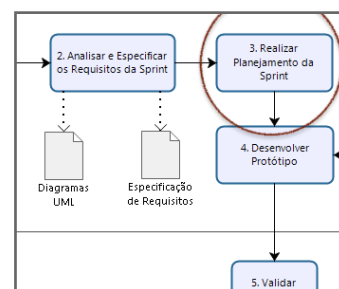 2. Analisar e Especificar
os Requisitos da Sprint
3. Realizar
Planejamento da
Sprint
4. Desenvolver
Protótipo
Diagramas
UML
Especificação
de Requisitos
5. Validar